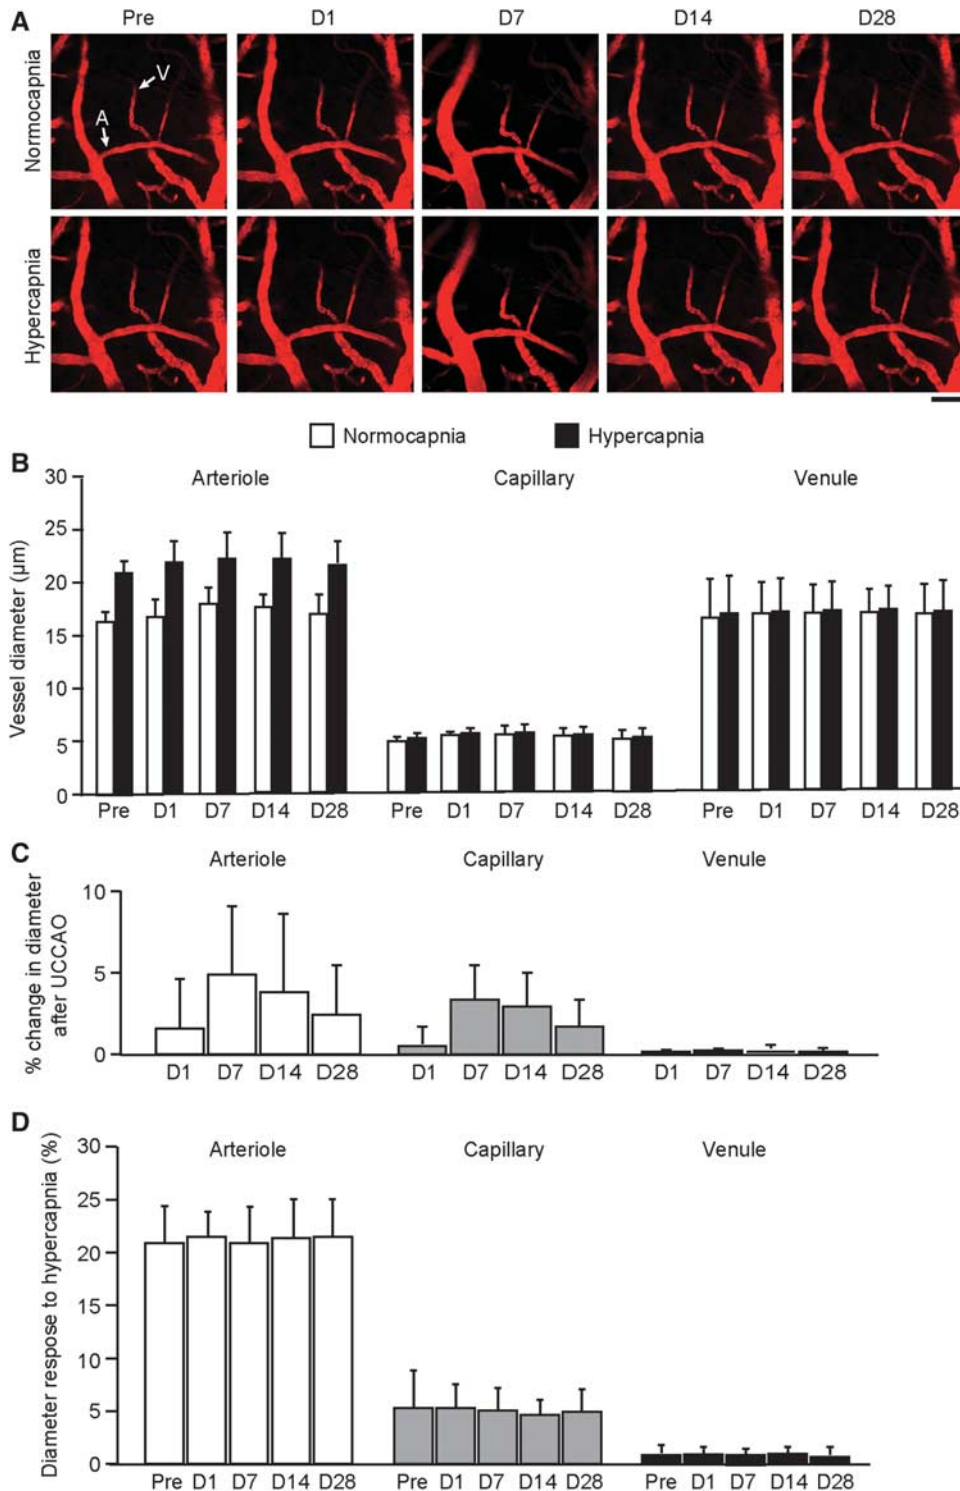 A
Pre D1 D7 D14 D28
Normocapnia
V
A
Hypercapnia
Normocapnia Hypercapnia
B
Arteriole Capillary Venule
Vessel diameter (μm)
30
25
20
15
10
5
0
Pre D1 D7 D14 D28 Pre D1 D7 D14 D28 Pre D1 D7 D14 D28
C
Arteriole Capillary Venule
% change in diameter
after UCCAO
10
5
0
D1 D7 D14 D28 D1 D7 D14 D28 D1 D7 D14 D28
D
Arteriole Capillary Venule
Diameter respose to hypercapnia (%)
30
25
20
15
10
5
0
Pre D1 D7 D14 D28 Pre D1 D7 D14 D28 Pre D1 D7 D14 D28